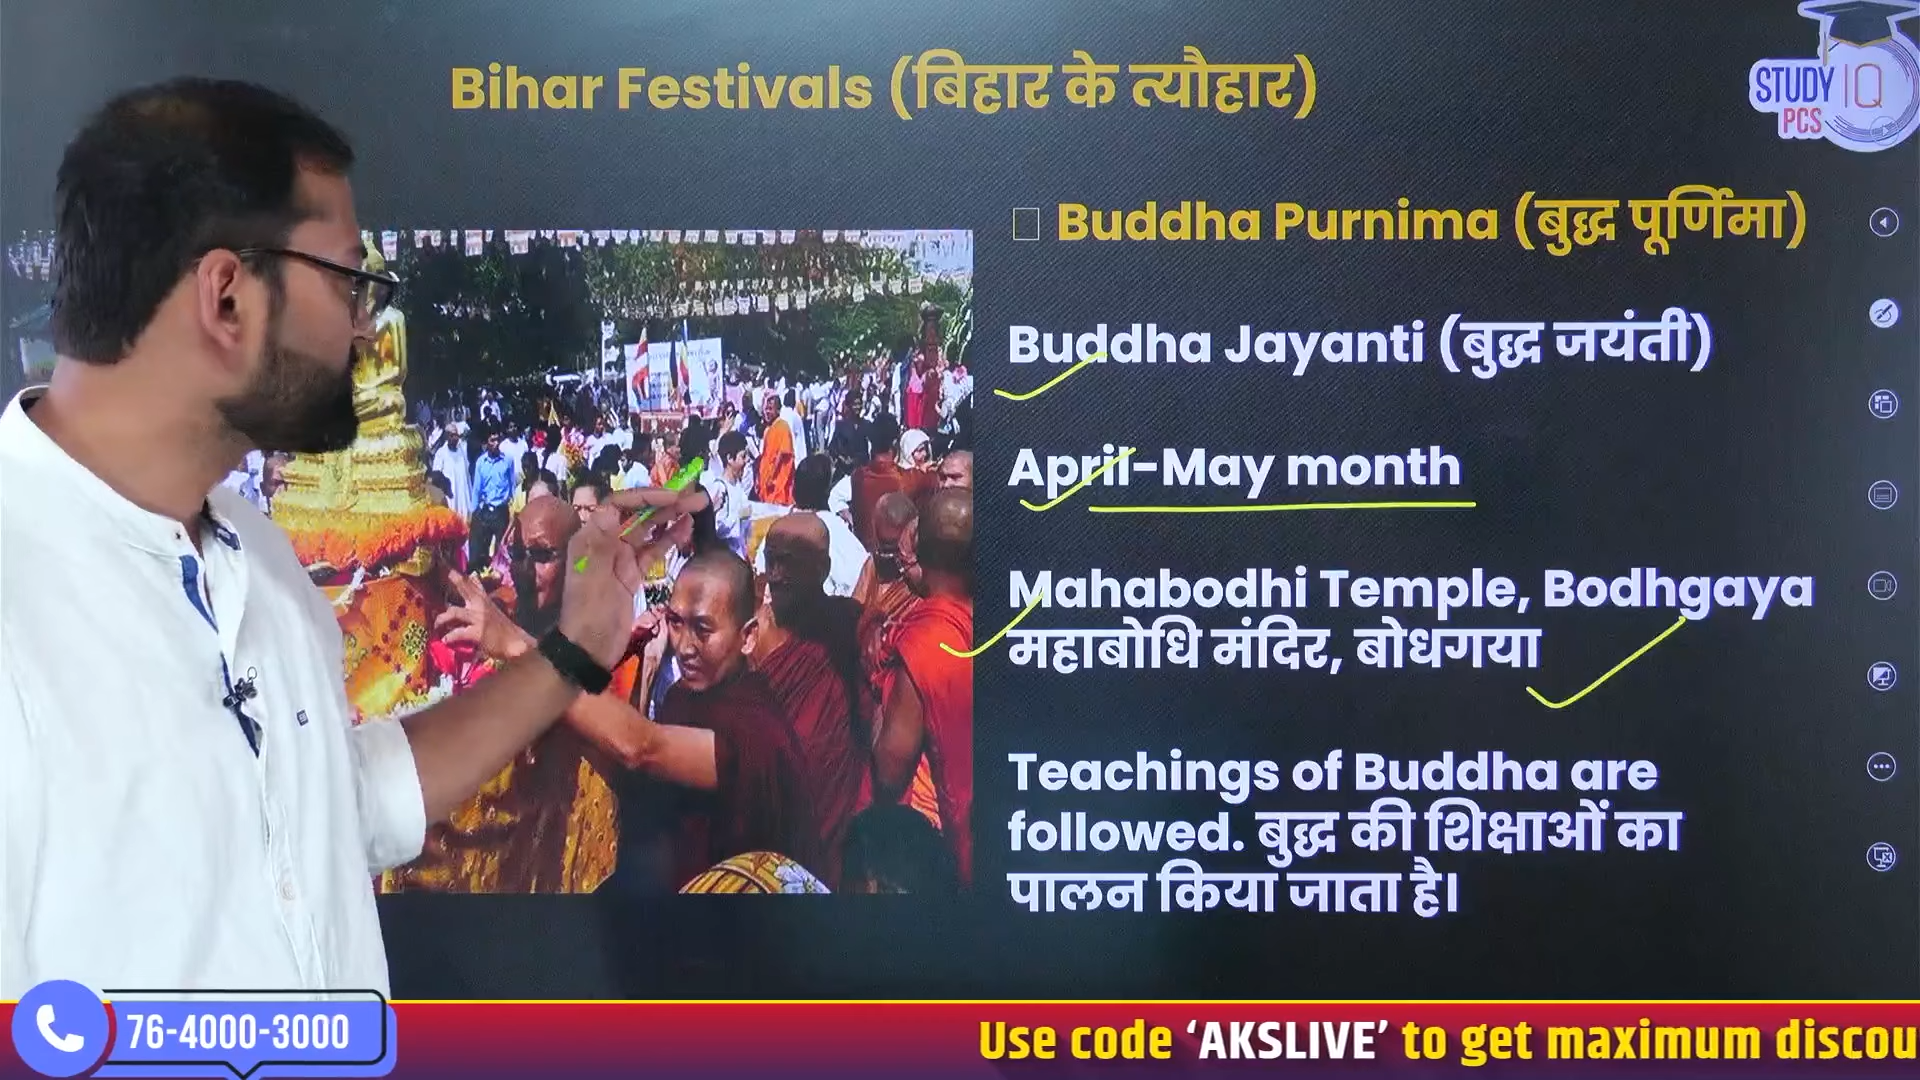 Bihar Festivals (बिहार के त्यौहार)
STUDY IQ
PCS
Buddha Purnima (बुद्ध पूर्णिमा)
Buddha Jayanti (बुद्ध जयंती)
April-May month
Mahabodhi Temple, Bodhgaya
महाबोधि मंदिर, बोधगया
Teachings of Buddha are
followed. बुद्ध की शिक्षाओं का
पालन किया जाता है।
76-4000-3000
Use code ‘AKSLIVE’ to get maximum discou